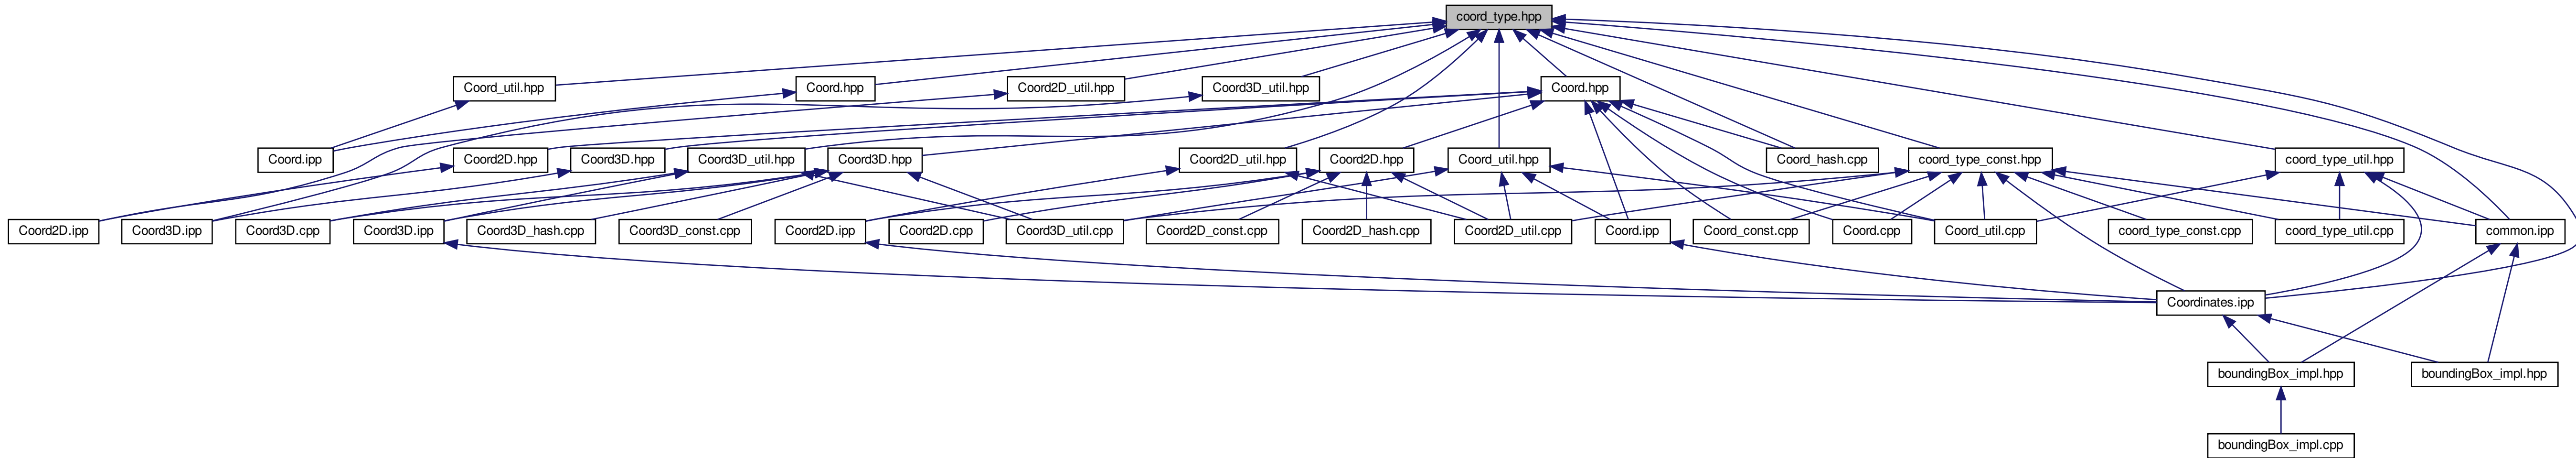 coord_type.hpp
Coord_util.hpp
Coord.hpp
Coord2D_util.hpp
Coord3D_util.hpp
Coord.hpp
Coord.ipp
Coord2D.hpp
Coord3D.hpp
Coord3D_util.hpp
Coord3D.hpp
Coord2D_util.hpp
Coord2D.hpp
Coord_util.hpp
Coord_hash.cpp
coord_type_const.hpp
coord_type_util.hpp
Coord2D.ipp
Coord3D.ipp
Coord3D.cpp
Coord3D.ipp
Coord3D_hash.cpp
Coord3D_const.cpp
Coord2D.ipp
Coord2D.cpp
Coord3D_util.cpp
Coord2D_const.cpp
Coord2D_hash.cpp
Coord2D_util.cpp
Coord.ipp
Coord_const.cpp
Coord.cpp
Coord_util.cpp
coord_type_const.cpp
coord_type_util.cpp
common.ipp
Coordinates.ipp
boundingBox_impl.hpp
boundingBox_impl.hpp
boundingBox_impl.cpp